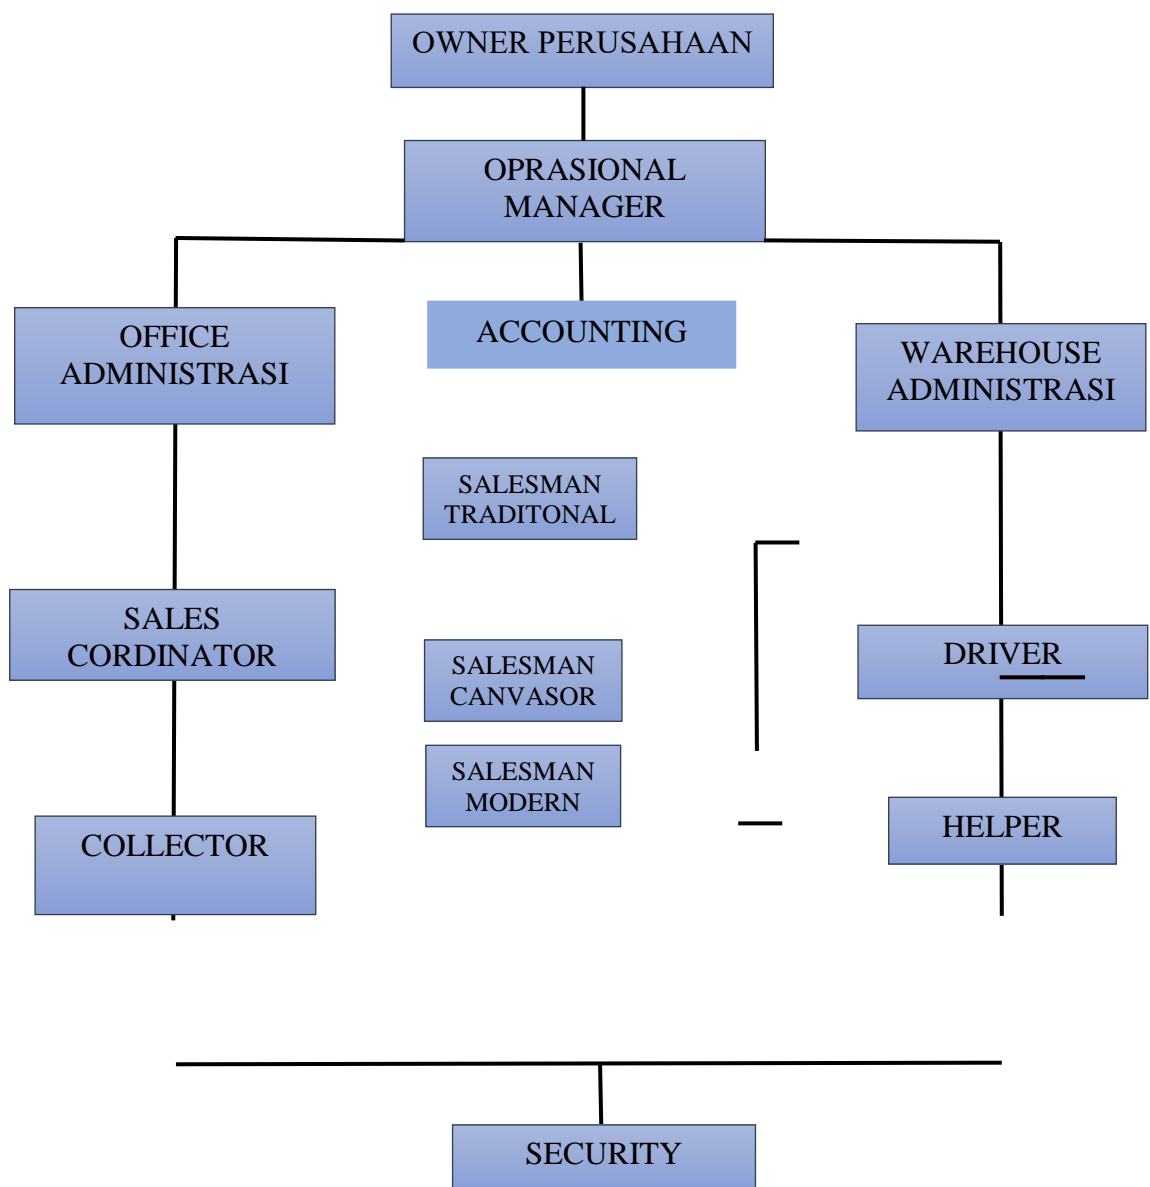 OWNER PERUSAHAAN
OPRASIONAL
MANAGER
OFFICE
ADMINISTRASI
ACCOUNTING
WAREHOUSE
ADMINISTRASI
SALESMAN
TRADITONAL
SALES
CORDINATOR
SALESMAN
CANVASOR
DRIVER
SALESMAN
MODERN
COLLECTOR
HELPER
SECURITY